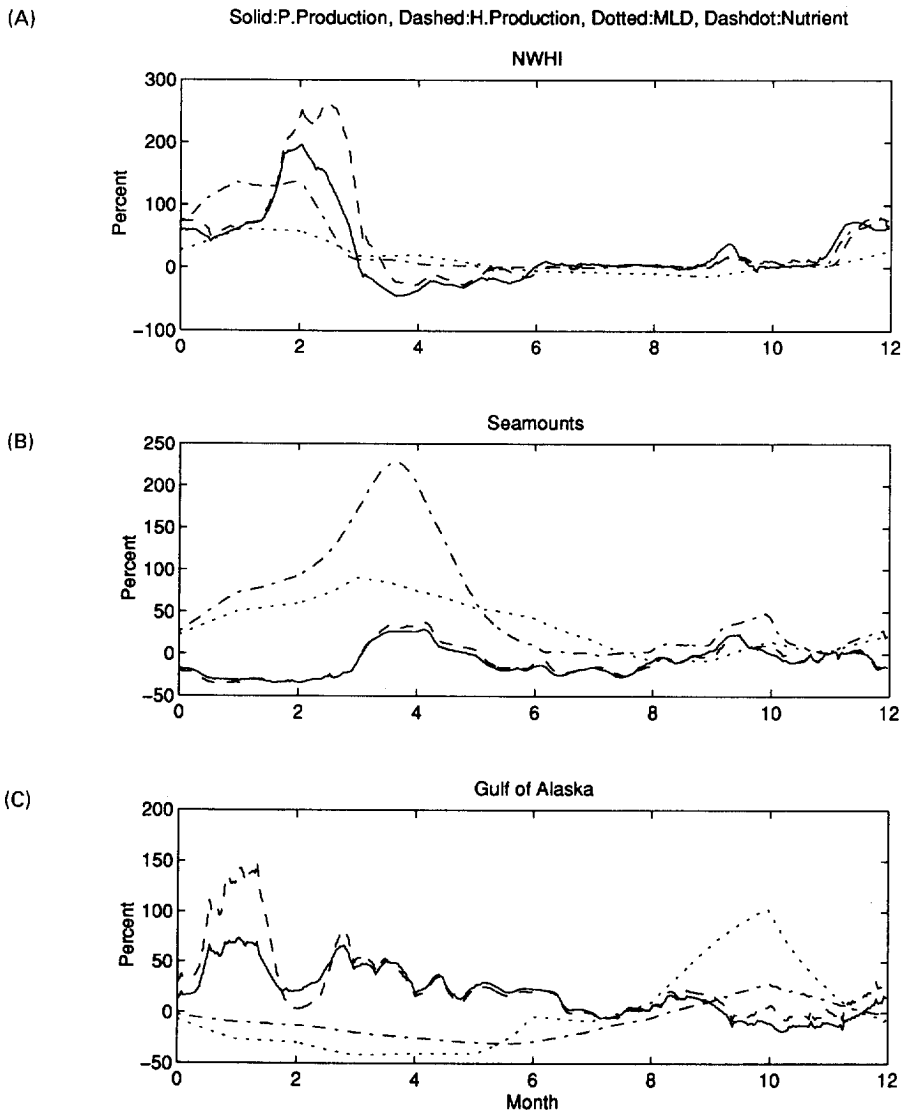 (A)
Solid:P.Production, Dashed:H.Production, Dotted:MLD, Dashdot:Nutrient
NWHI
300
200
100
0
−100
Percent
0 2 4 6 8 10 12
(B)
Seamounts
250
200
150
100
50
0
−50
Percent
0 2 4 6 8 10 12
(C)
Gulf of Alaska
200
150
100
50
0
−50
Percent
0 2 4 6 8 10 12
Month